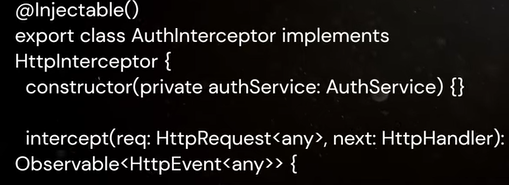 @Injectable()
export class AuthInterceptor implements
HttpInterceptor {
  constructor(private authService: AuthService) {}

  intercept(req: HttpRequest<any>, next: HttpHandler):
Observable<HttpEvent<any>> {